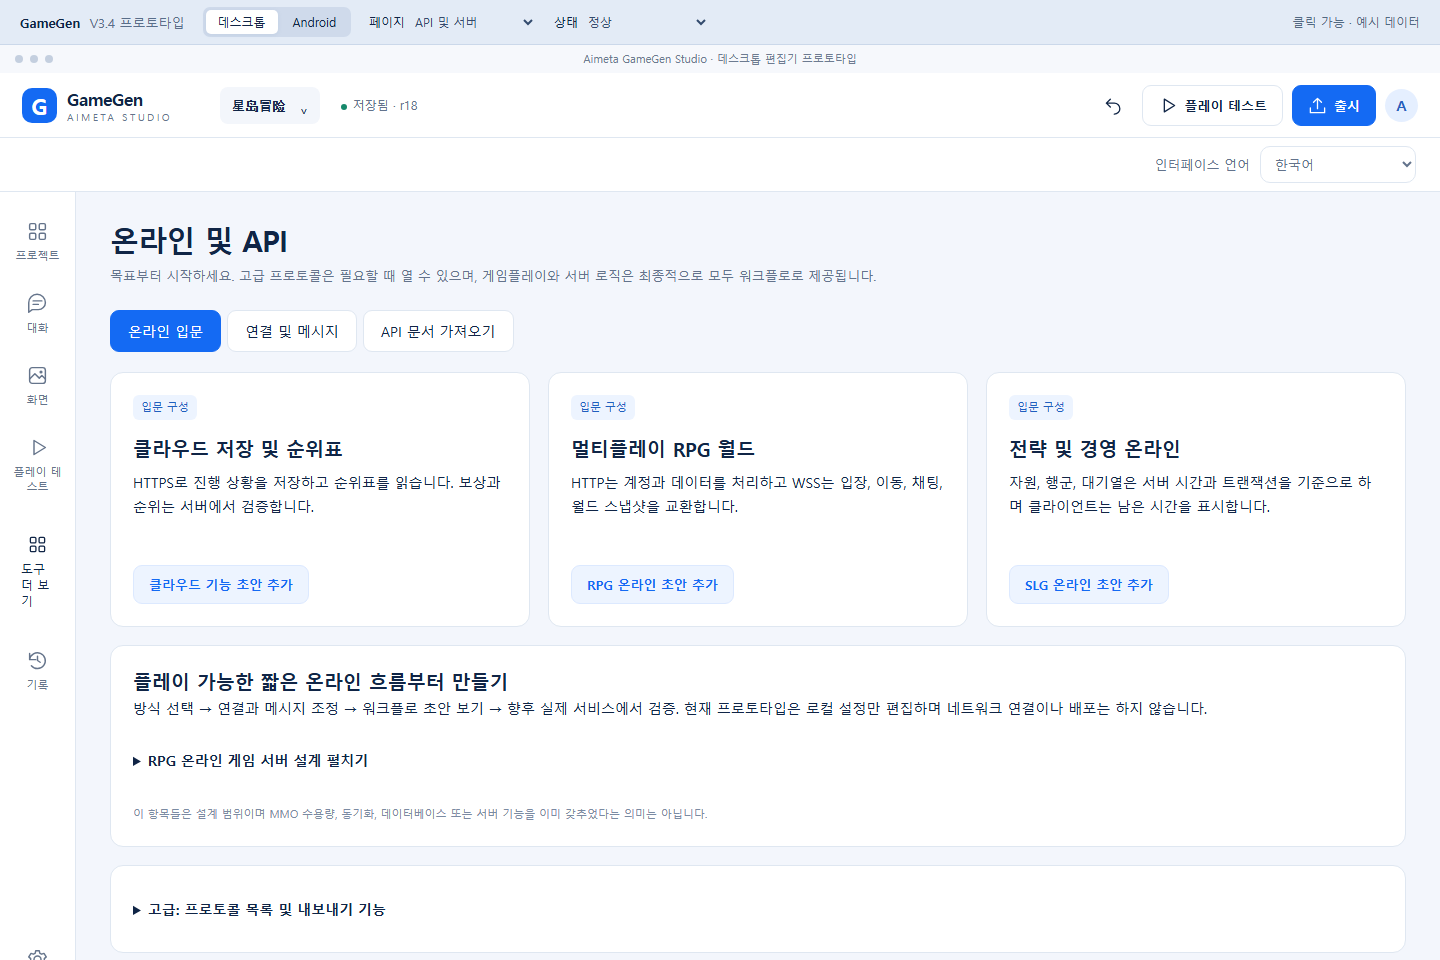 GameGen V3.4 프로토타입 데스크톱 Android 페이지 API 및 서버 상태 정상 클릭 가능 · 예시 데이터
Aimeta GameGen Studio · 데스크톱 편집기 프로토타입
G GameGen
AIMETA STUDIO
星岛冒险
저장됨 · r18
플레이 테스트
출시
A
인터페이스 언어 한국어
프로젝트
대화
화면
플레이 테
스트
도구
더 보
기
기록
온라인 및 API
목표부터 시작하세요. 고급 프로토콜은 필요할 때 열 수 있으며, 게임플레이와 서버 로직은 최종적으로 모두 워크플로로 제공됩니다.
온라인 입문 연결 및 메시지 API 문서 가져오기
입문 구성
클라우드 저장 및 순위표
HTTPS로 진행 상황을 저장하고 순위표를 읽습니다. 보상과
순위는 서버에서 검증합니다.
클라우드 기능 초안 추가
입문 구성
멀티플레이 RPG 월드
HTTP는 계정과 데이터를 처리하고 WSS는 입장, 이동, 채팅,
월드 스냅샷을 교환합니다.
RPG 온라인 초안 추가
입문 구성
전략 및 경영 온라인
자원, 행군, 대기열은 서버 시간과 트랜잭션을 기준으로 하
며 클라이언트는 남은 시간을 표시합니다.
SLG 온라인 초안 추가
플레이 가능한 짧은 온라인 흐름부터 만들기
방식 선택 → 연결과 메시지 조정 → 워크플로 초안 보기 → 향후 실제 서비스에서 검증. 현재 프로토타입은 로컬 설정만 편집하며 네트워크 연결이나 배포는 하지 않습니다.
▶ RPG 온라인 게임 서버 설계 펼치기
이 항목들은 설계 범위이며 MMO 수용량, 동기화, 데이터베이스 또는 서버 기능을 이미 갖추었다는 의미는 아닙니다.
▶ 고급: 프로토콜 목록 및 내보내기 기능